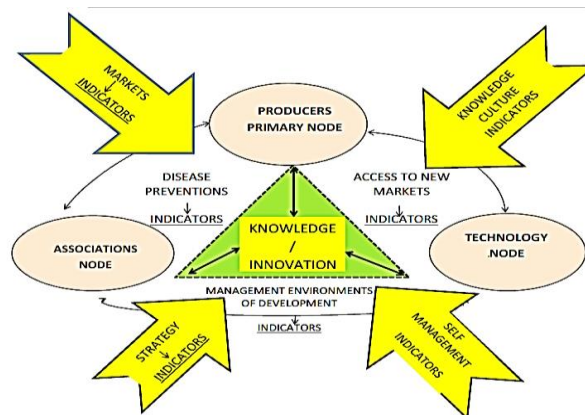 MARKETS
INDICATORS
KNOWLEDGE
CULTURE
INDICATORS
PRODUCERS
PRIMARY NODE
DISEASE
PREVENTIONS
INDICATORS
ACCESS TO NEW
MARKETS
INDICATORS
ASSOCIATIONS
NODE
KNOWLEDGE
/
INNOVATION
TECHNOLOGY
.NODE
MANAGEMENT ENVIRONMENTS
OF DEVELOPMENT
INDICATORS
STRATEGY
INDICATORS
SELF
MANAGEMENT
INDICATORS